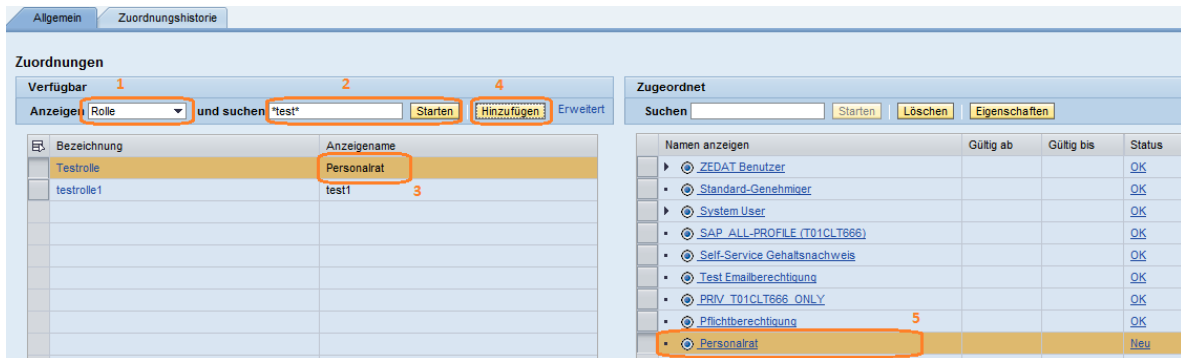 Allgemein Zuordnungshistorie
Zuordnungen
Verfügbar 1 2 4
Anzeigen Rolle und suchen *test* Starten Hinzufügen Erweitert
Bezeichnung Anzeigename
Testrolle Personalrat
testrolle1 test1 3
Zugeordnet
Suchen Starten Löschen Eigenschaften
Namen anzeigen Gültig ab Gültig bis Status
ZEDAT Benutzer OK
Standard-Genehmiger OK
System User OK
SAP_ALL-PROFILE (T01CLT666) OK
Self-Service Gehaltsnachweis OK
Test Emailberechtigung OK
PRIV_T01CLT666_ONLY OK
Pflichtberechtigung 5 OK
Personalrat Neu